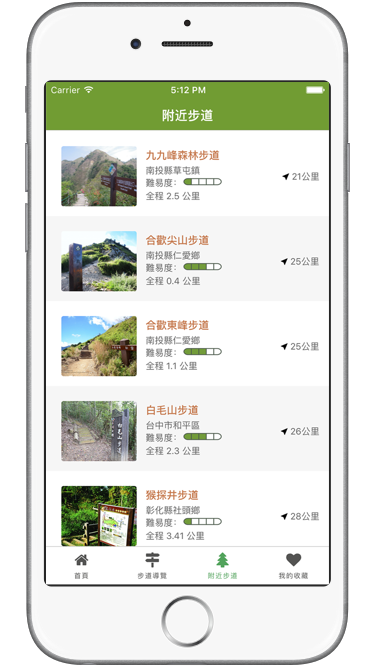 Carrier 5:12 PM
附近步道
九九峰森林步道
南投縣草屯鎮
難易度:
全程 2.5 公里
21公里
合歡尖山步道
南投縣仁愛鄉
難易度:
全程 0.4 公里
25公里
合歡東峰步道
南投縣仁愛鄉
難易度:
全程 1.1 公里
25公里
白毛山步道
白毛山步道
台中市和平區
難易度:
全程 2.3 公里
26公里
猴探井步道
彰化縣社頭鄉
難易度:
全程 3.41 公里
28公里
首頁
步道導覽
附近步道
我的收藏